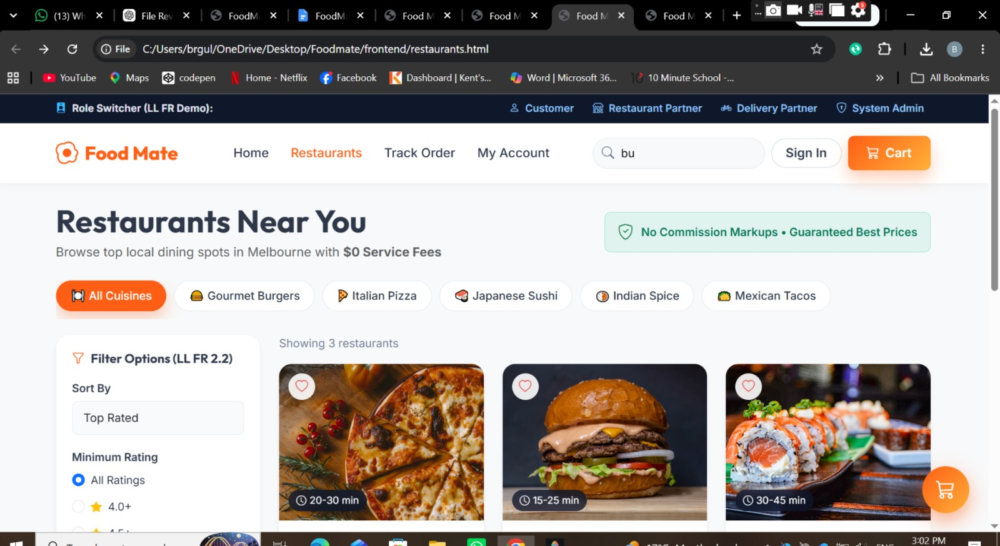 (13) Wh
File Rev
FoodM
FoodM
Food M
Food M
Food M
Food M
5
File
C:/Users/brgul/OneDrive/Desktop/Foodmate/frontend/restaurants.html
B
YouTube
Maps
codepen
Home - Netflix
Facebook
Dashboard | Kent's...
Word | Microsoft 36...
10 Minute School -...
All Bookmarks
Role Switcher (LL FR Demo):
Customer
Restaurant Partner
Delivery Partner
System Admin
Food Mate
Home
Restaurants
Track Order
My Account
bu
Sign In
Cart
Restaurants Near You
Browse top local dining spots in Melbourne with $0 Service Fees
No Commission Markups • Guaranteed Best Prices
All Cuisines
Gourmet Burgers
Italian Pizza
Japanese Sushi
Indian Spice
Mexican Tacos
Filter Options (LL FR 2.2)
Sort By
Top Rated
Minimum Rating
All Ratings
4.0+
Showing 3 restaurants
20-30 min
15-25 min
30-45 min
3:02 PM